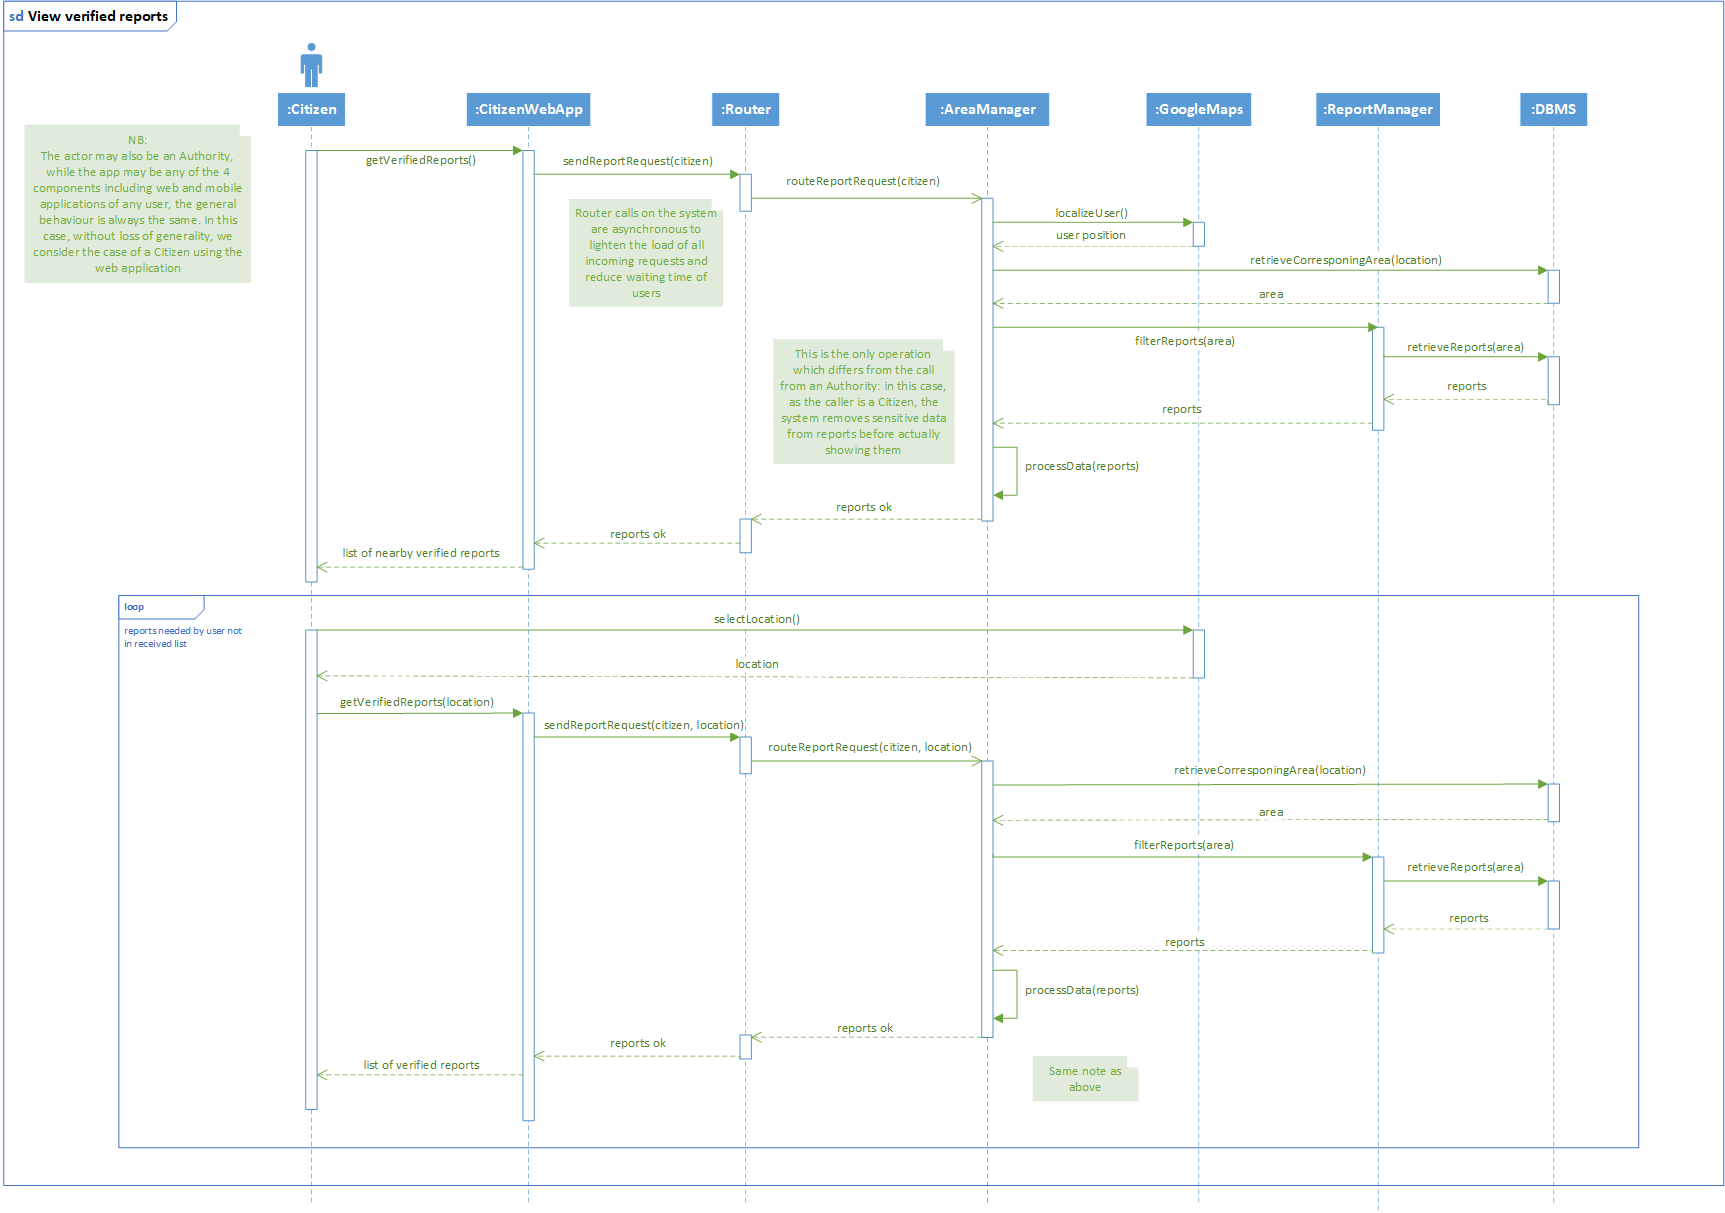 sd View verified reports
:Citizen
:CitizenWebApp
:Router
:AreaManager
:GoogleMaps
:ReportManager
:DBMS
NB:
The actor may also be an Authority,
while the app may be any of the 4
components including web and mobile
applications of any user, the general
behaviour is always the same. In this
case, without loss of generality, we
consider the case of a Citizen using the
web application
getVerifiedReports()
sendReportRequest(citizen)
routeReportRequest(citizen)
Router calls on the system
are asynchronous to
lighten the load of all
incoming requests and
reduce waiting time of
users
localizeUser()
user position
retrieveCorresponingArea(location)
area
filterReports(area)
retrieveReports(area)
reports
reports
This is the only operation
which differs from the call
from an Authority: in this case,
as the caller is a Citizen, the
system removes sensitive data
from reports before actually
showing them
processData(reports)
reports ok
reports ok
list of nearby verified reports
loop
reports needed by user not
in received list
selectLocation()
location
getVerifiedReports(location)
sendReportRequest(citizen, location)
routeReportRequest(citizen, location)
retrieveCorresponingArea(location)
area
filterReports(area)
retrieveReports(area)
reports
reports
processData(reports)
reports ok
reports ok
list of verified reports
Same note as
above